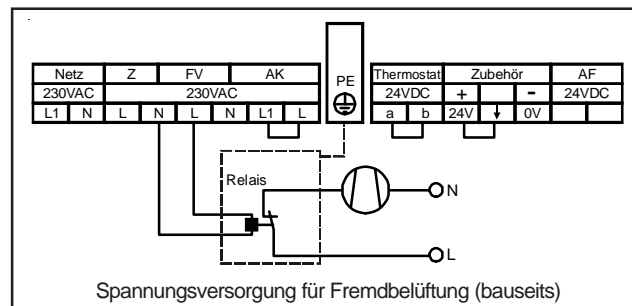 Netz Z FV AK PE Thermostat Zubehör AF
230VAC 230VAC 24VDC + - 24VDC
L1 N L N L N L1 L a b 24V ↓ 0V
Relais
N
L
Spannungsversorgung für Fremdbelüftung (bauseits)